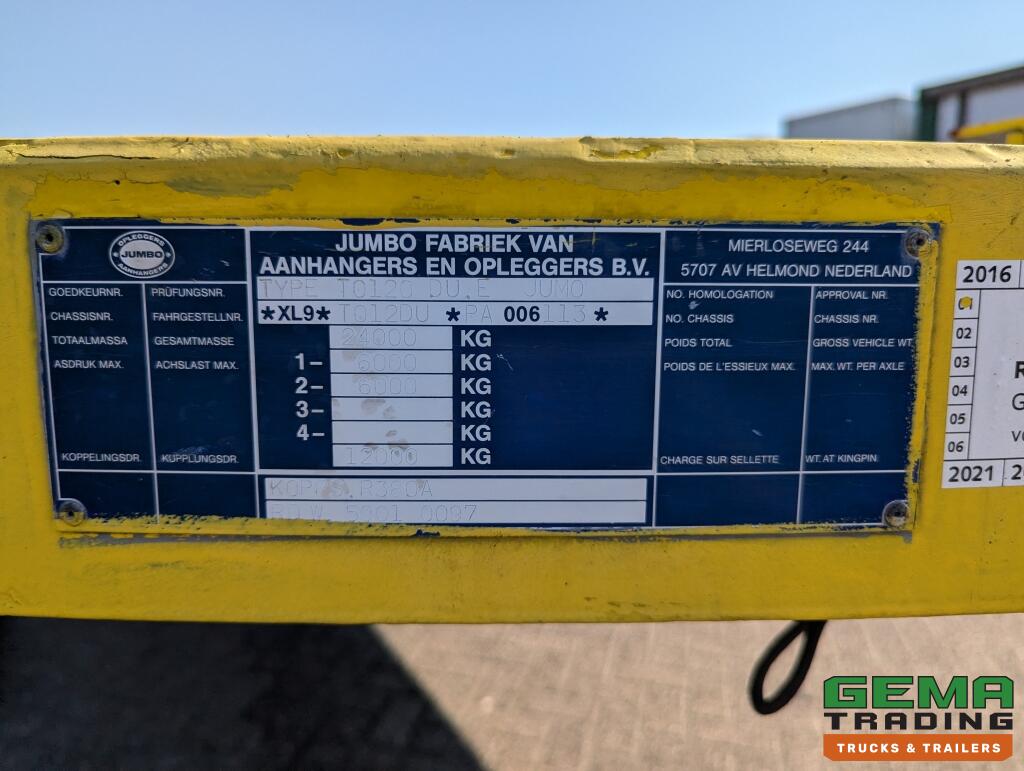 OPLEGGERS
JUMBO
AANHANGERS
JUMBO FABRIEK VAN
AANHANGERS EN OPLEGGERS B.V.
MIERLOSEWEG 244
5707 AV HELMOND NEDERLAND
GOEDKEURNR. PRÜFUNGSNR. TYPE NO. HOMOLOGATION APPROVAL NR.
CHASSISNR. FAHRGESTELLNR. *XL9* TO12DU * PA 006113 * NO. CHASSIS CHASSIS NR.
TOTAALMASSA GESAMTMASSE 24000 KG POIDS TOTAL GROSS VEHICLE WT.
ASDRUK MAX. ACHSLAST MAX. 1- 6000 KG POIDS DE L'ESSIEUX MAX. MAX. WT. PER AXLE
2- 6000 KG
3- KG
4- KG
KOPPELINGSDR. KUPPLUNGSDR. 12000 KG CHARGE SUR SELLETTE WT. AT KINGPIN
R380A
5001 0097
2016
02
03
04
05
06
2021
GEMA
TRADING
TRUCKS & TRAILERS